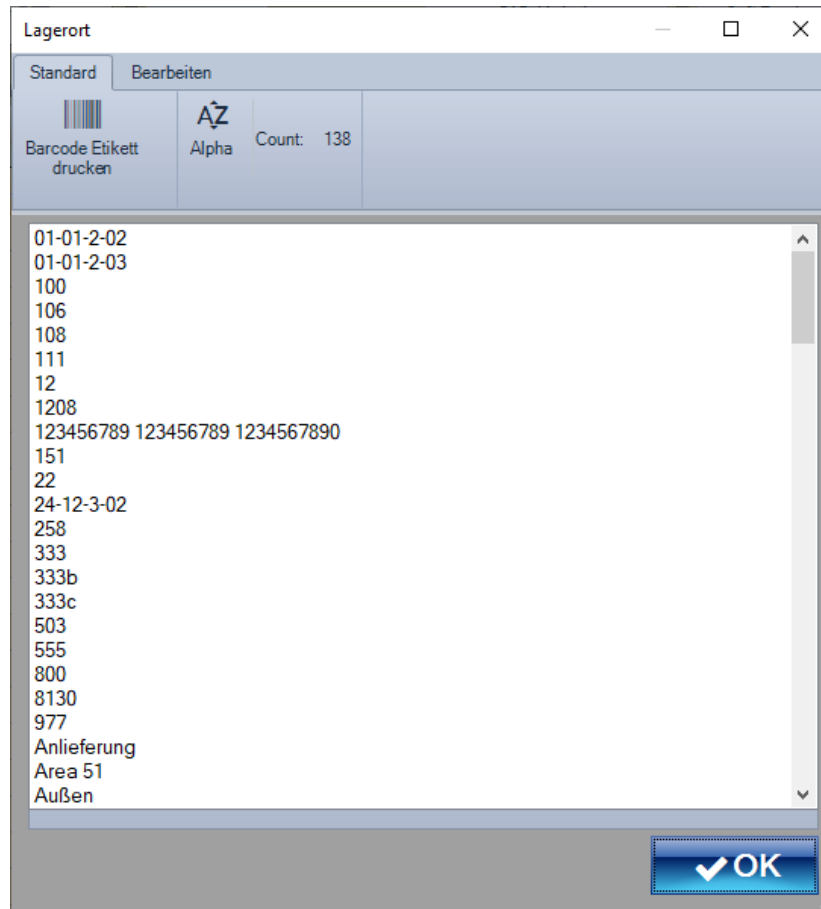 Lagerort
Standard Bearbeiten
Barcode Etikett
drucken
AZ
Alpha
Count: 138
01-01-2-02
01-01-2-03
100
106
108
111
12
1208
123456789 123456789 1234567890
151
22
24-12-3-02
258
333
333b
333c
503
555
800
8130
977
Anlieferung
Area 51
Außen
OK